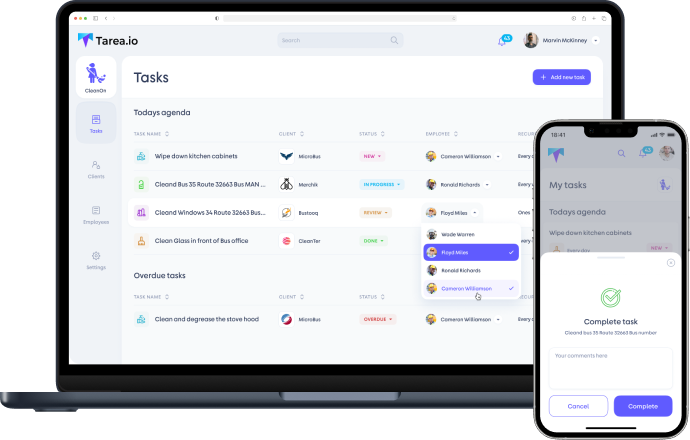 Tarea.io
Search
43
Marvin McKinney
CleanOn
Tasks
Clients
Employees
Settings
Tasks
Add new task
Todays agenda
TASK NAME CLIENT STATUS EMPLOYEE RECUR
Wipe down kitchen cabinets MicroBus NEW Cameron Williamson Every
Cleand Bus 35 Route 32663 Bus MAN ... Merchik IN PROGRESS Ronald Richards Every
Cleand Windows 34 Route 32663 Bus... Bustooq REVIEW Floyd Miles Ones
Clean Glass in front of Bus office CleanTer DONE
Wade Warren
Floyd Miles
Ronald Richards
Cameron Williamson
Overdue tasks
TASK NAME CLIENT STATUS
Clean and degrease the stove hood MicroBus OVERDUE Cameron Williamson Every
18:41
43
My tasks
Todays agenda
Wipe down kitchen cabinets
Every day NEW
Complete task
Cleand bus 35 Route 32663 Bus number
Your comments here
Cancel
Complete